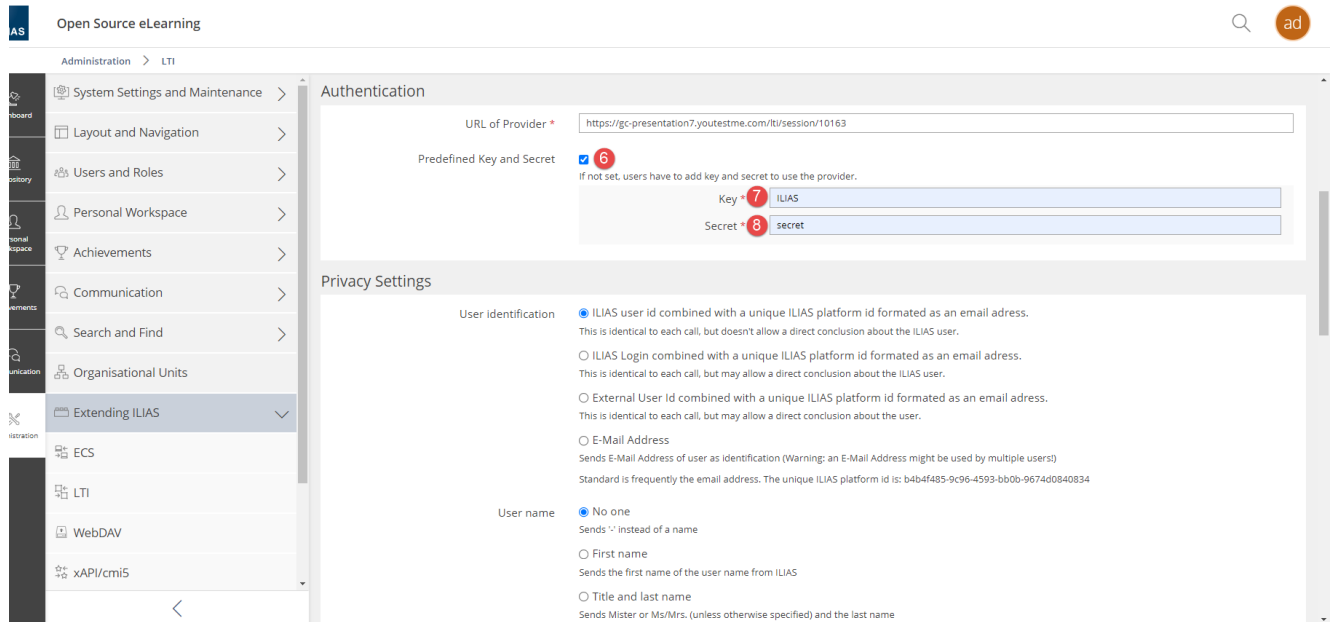 Open Source eLearning
ad
Administration > LTI
System Settings and Maintenance
Layout and Navigation
Users and Roles
Personal Workspace
Achievements
Communication
Search and Find
Organisational Units
Extending ILIAS
ECS
LTI
WebDAV
xAPI/cmi5
Authentication
URL of Provider *
https://gc-presentation7.youtestme.com/lti/session/10163
Predefined Key and Secret
6
If not set, users have to add key and secret to use the provider.
Key * 7 ILIAS
Secret * 8 secret
Privacy Settings
User identification
ILIAS user id combined with a unique ILIAS platform id formated as an email adress.
This is identical to each call, but doesn't allow a direct conclusion about the ILIAS user.
ILIAS Login combined with a unique ILIAS platform id formated as an email adress.
This is identical to each call, but may allow a direct conclusion about the ILIAS user.
External User Id combined with a unique ILIAS platform id formated as an email adress.
This is identical to each call, but may allow a direct conclusion about the user.
E-Mail Address
Sends E-Mail Address of user as identification (Warning: an E-Mail Address might be used by multiple users!)
Standard is frequently the email address. The unique ILIAS platform id is: b4b4f485-9c96-4593-bb0b-9674d0840834
User name
No one
Sends '-' instead of a name
First name
Sends the first name of the user name from ILIAS
Title and last name
Sends Mister or Ms/Mrs. (unless otherwise specified) and the last name